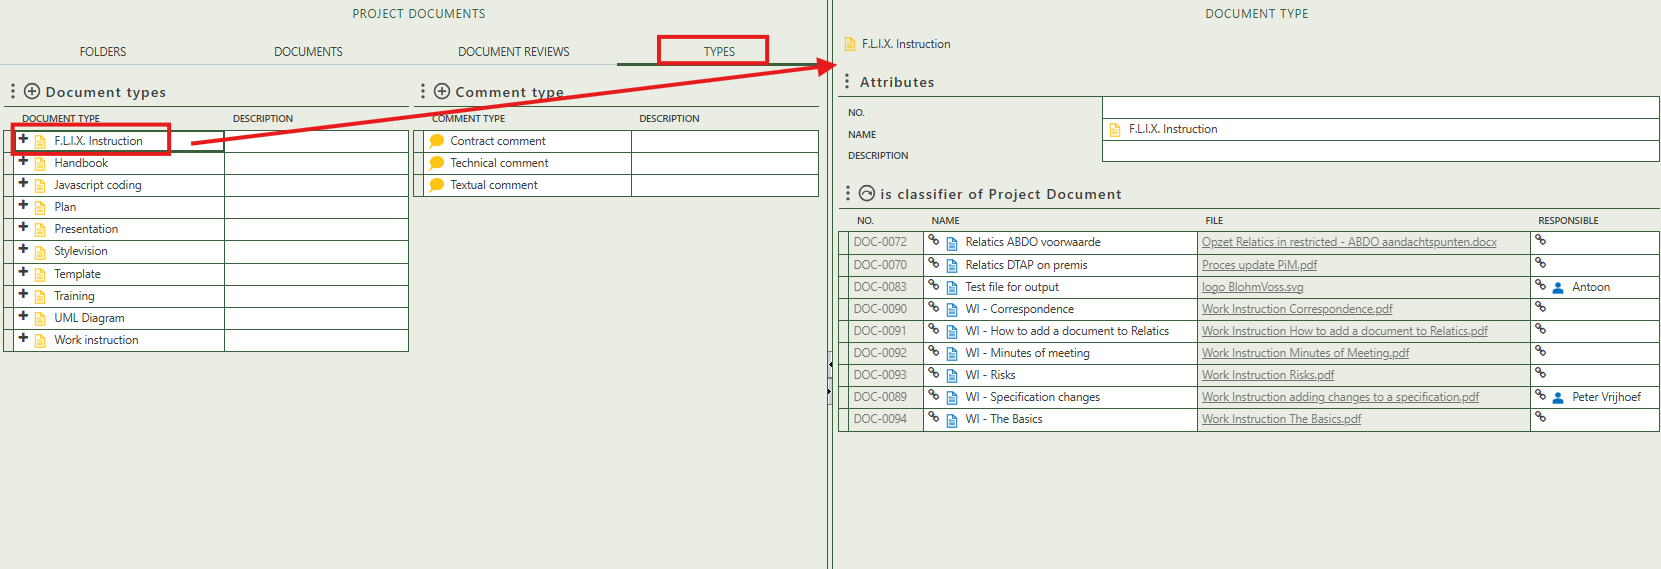 PROJECT DOCUMENTS
FOLDERS DOCUMENTS DOCUMENT REVIEWS TYPES
Document types
DOCUMENT TYPE DESCRIPTION
F.L.I.X. Instruction
Handbook
Javascript coding
Plan
Presentation
Stylevision
Template
Training
UML Diagram
Work instruction
Comment type
COMMENT TYPE DESCRIPTION
Contract comment
Technical comment
Textual comment
DOCUMENT TYPE
F.L.I.X. Instruction
Attributes
NO.
NAME F.L.I.X. Instruction
DESCRIPTION
is classifier of Project Document
NO. NAME FILE RESPONSIBLE
DOC-0072 Relatics ABDO voorwaarde Opzet Relatics in restricted - ABDO aandachtspunten.docx
DOC-0070 Relatics DTAP on premis Proces update PiM.pdf
DOC-0083 Test file for output logo BlohmVoss.svg Antoon
DOC-0090 WI - Correspondence Work Instruction Correspondence.pdf
DOC-0091 WI - How to add a document to Relatics Work Instruction How to add a document to Relatics.pdf
DOC-0092 WI - Minutes of meeting Work Instruction Minutes of Meeting.pdf
DOC-0093 WI - Risks Work Instruction Risks.pdf
DOC-0089 WI - Specification changes Work Instruction adding changes to a specification.pdf Peter Vrijhoef
DOC-0094 WI - The Basics Work Instruction The Basics.pdf